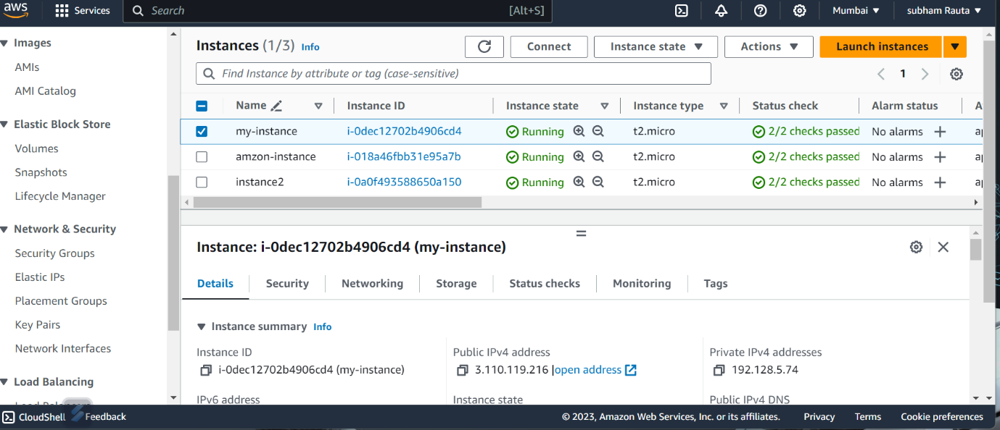 aws
Services
Search
[Alt+S]
Mumbai
subham Rauta
Images
AMIs
AMI Catalog
Elastic Block Store
Volumes
Snapshots
Lifecycle Manager
Network & Security
Security Groups
Elastic IPs
Placement Groups
Key Pairs
Network Interfaces
Load Balancing
Instances (1/3) Info
Connect
Instance state
Actions
Launch instances
Find Instance by attribute or tag (case-sensitive)
1
Name Instance ID Instance state Instance type Status check Alarm status
my-instance i-0dec12702b4906cd4 Running t2.micro 2/2 checks passed No alarms
amzon-instance i-018a46fbb31e95a7b Running t2.micro 2/2 checks passed No alarms
instance2 i-0a0f493588650a150 Running t2.micro 2/2 checks passed No alarms
Instance: i-0dec12702b4906cd4 (my-instance)
Details Security Networking Storage Status checks Monitoring Tags
Instance summary Info
Instance ID
i-0dec12702b4906cd4 (my-instance)
Public IPv4 address
3.110.119.216 |open address
Private IPv4 addresses
192.128.5.74
IPv6 address
Instance state
Public IPv4 DNS
CloudShell
Feedback
© 2023, Amazon Web Services, Inc. or its affiliates.
Privacy
Terms
Cookie preferences